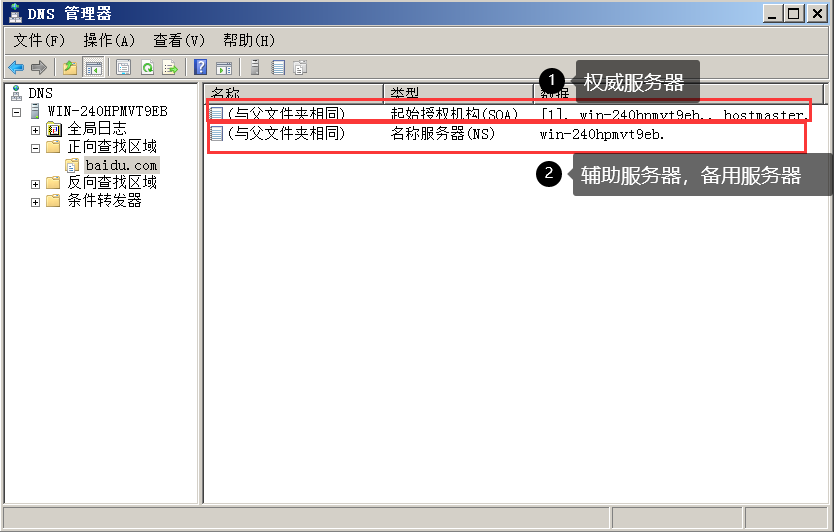 DNS 管理器
文件(F) 操作(A) 查看(V) 帮助(H)
DNS
WIN-24OHPMVT9EB
全局日志
正向查找区域
baidu.com
反向查找区域
条件转发器
名称 类型 数据
(与父文件夹相同) 起始授权机构(SOA) [1], win-24ohpmvt9eb., hostmaster.
(与父文件夹相同) 名称服务器(NS) win-24ohpmvt9eb.
1 权威服务器
2 辅助服务器，备用服务器